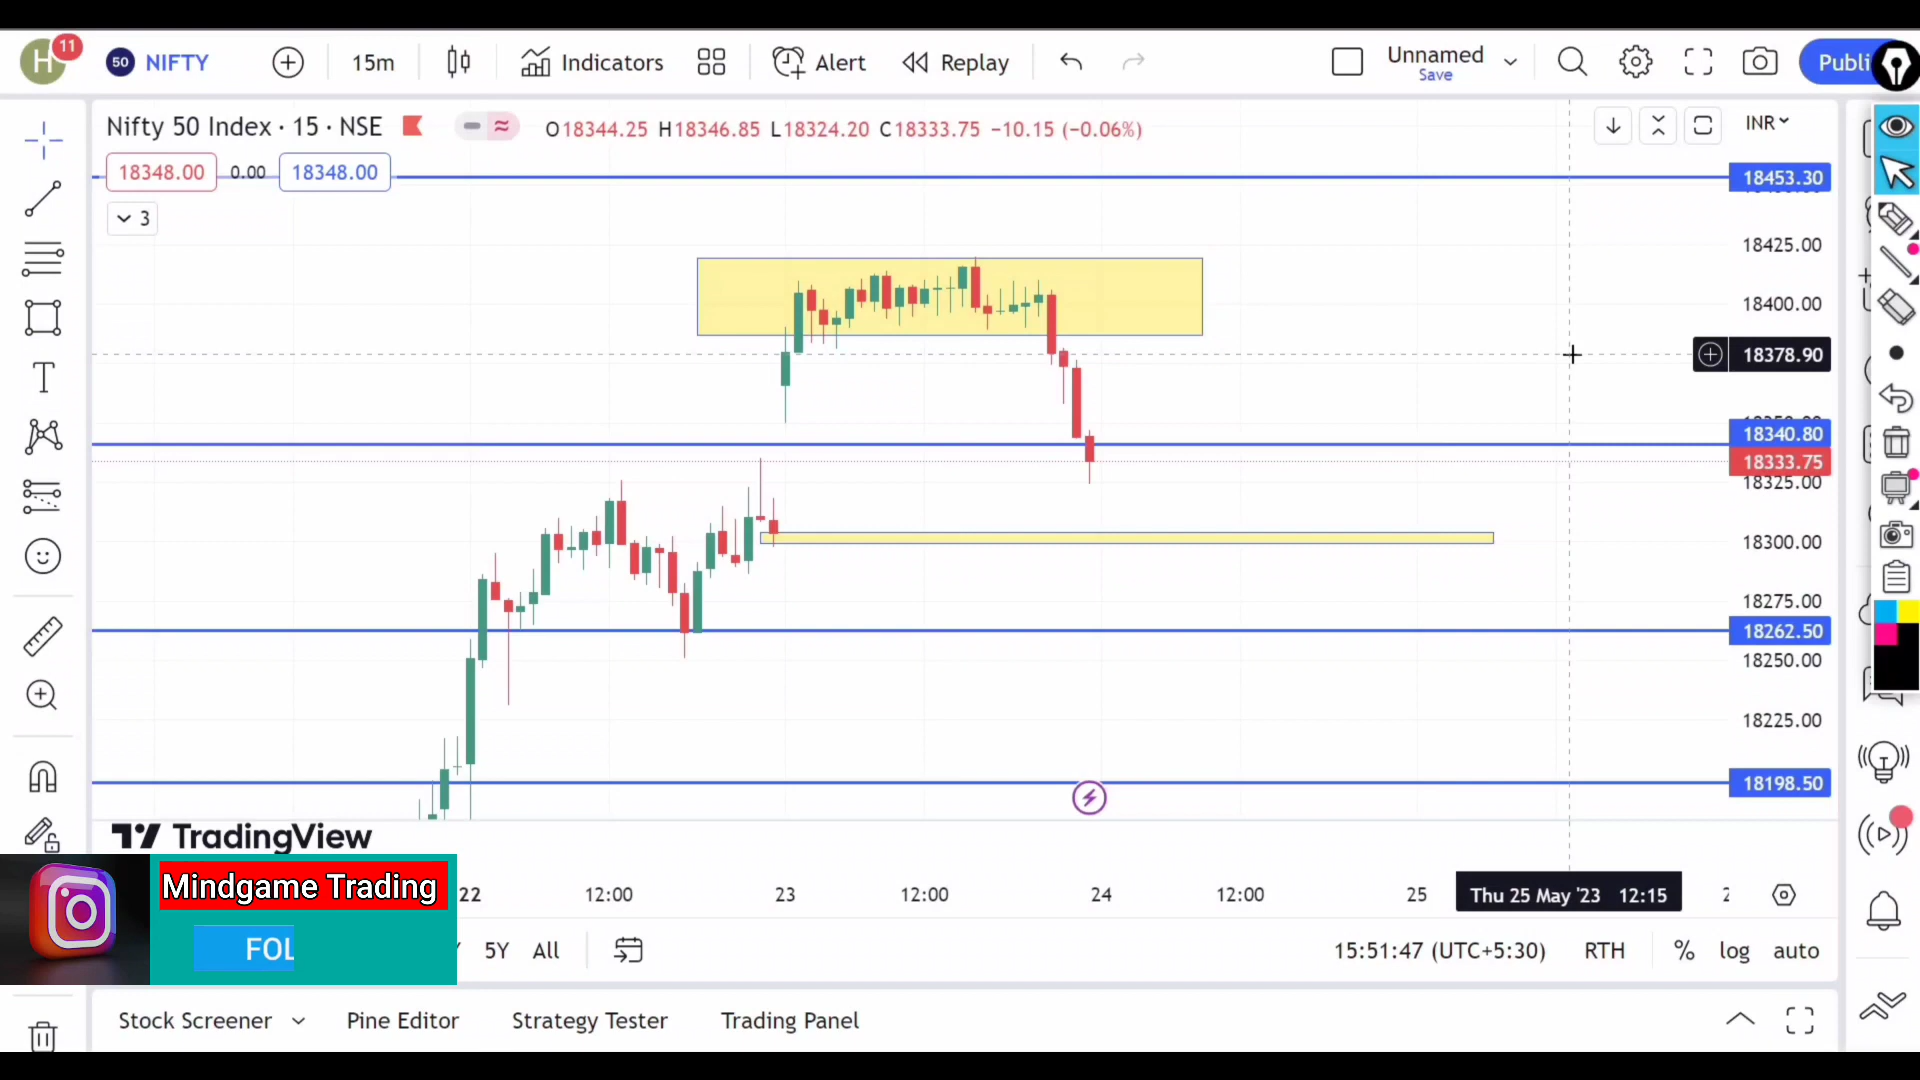 H 11 50 NIFTY 15m Indicators Alert Replay Unnamed Save Publi
Nifty 50 Index · 15 · NSE O18344.25 H18346.85 L18324.20 C18333.75 −10.15 (−0.06%) INR
18348.00 0.00 18348.00
3
18453.30
18425.00
18400.00
18378.90
18340.80
18333.75
18325.00
18300.00
18275.00
18262.50
18250.00
18225.00
18198.50
TradingView
Mindgame Trading
FOL
22 12:00 23 12:00 24 12:00 25 Thu 25 May '23 12:15
5Y All 15:51:47 (UTC+5:30) RTH % log auto
Stock Screener Pine Editor Strategy Tester Trading Panel